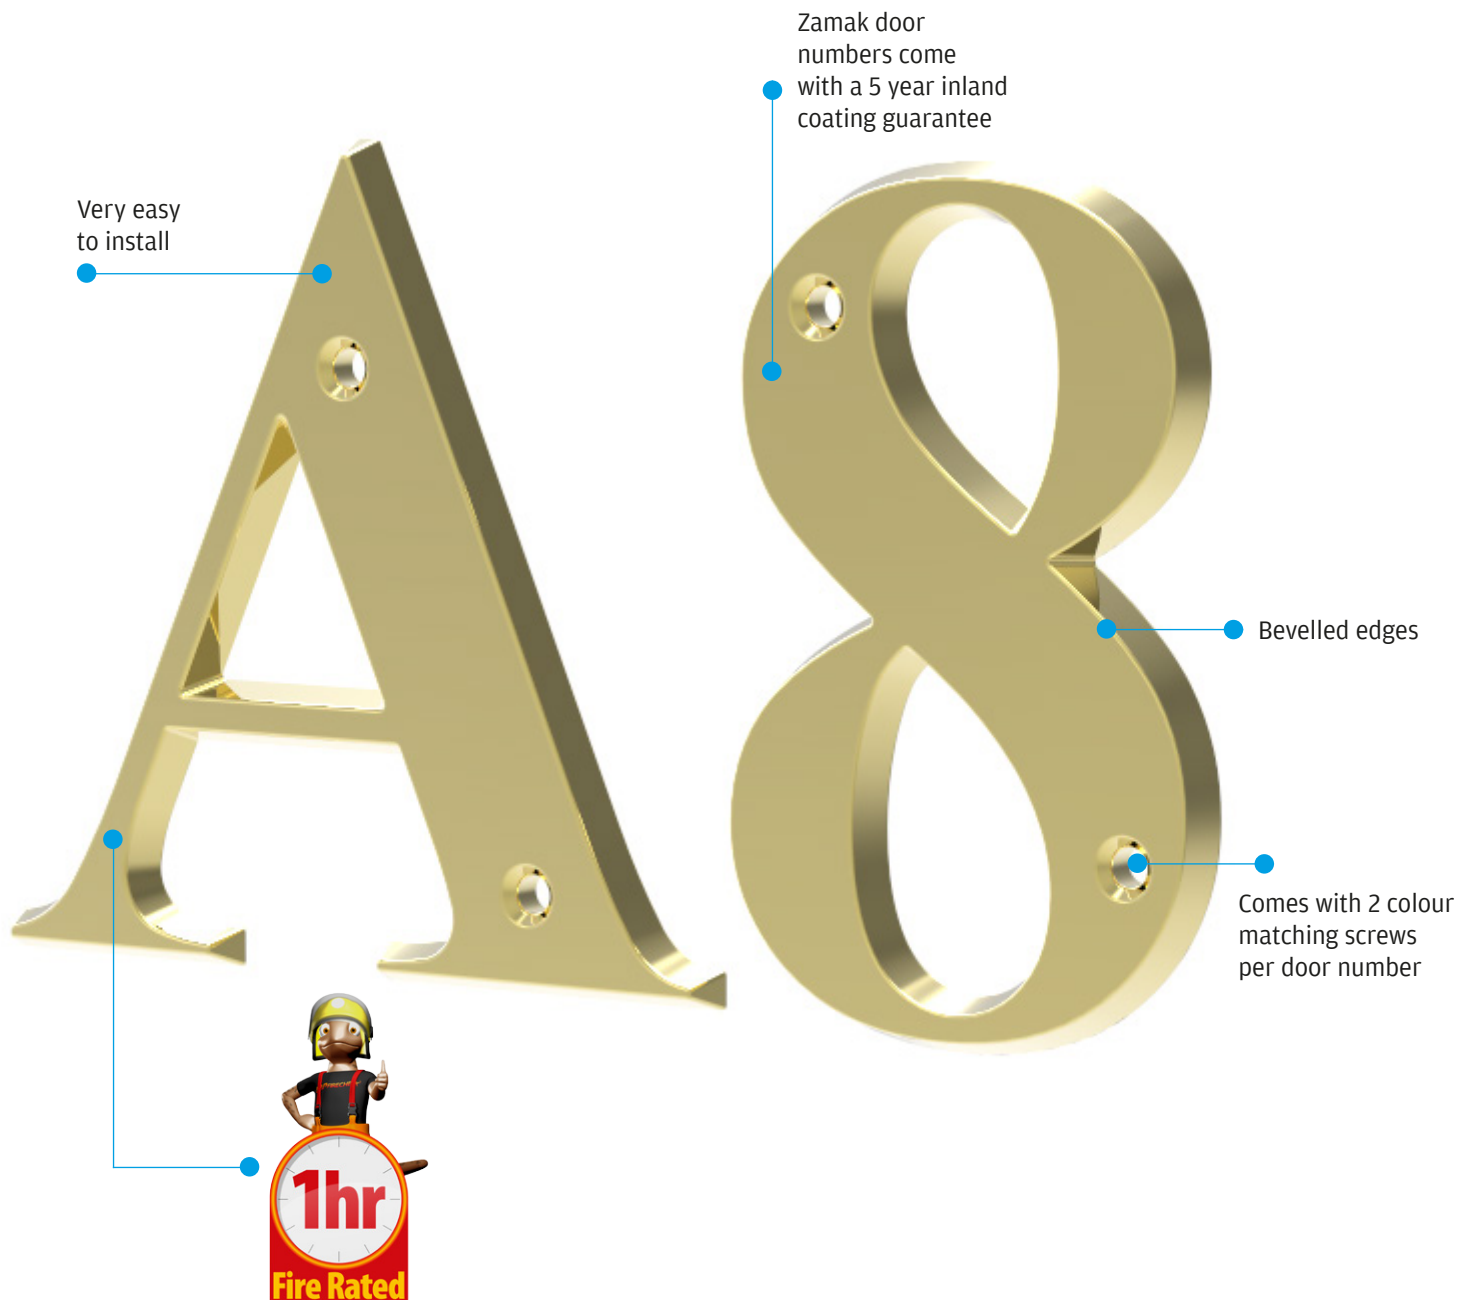 Zamak door
numbers come
with a 5 year inland
coating guarantee
Very easy
to install
A8
Bevelled edges
Comes with 2 colour
matching screws
per door number
1hr
Fire Rated